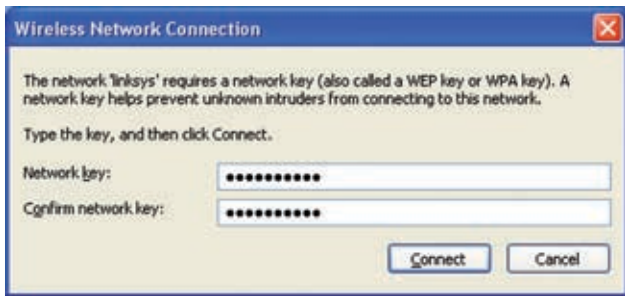 Wireless Network Connection
The network 'linksys' requires a network key (also called a WEP key or WPA key). A
network key helps prevent unknown intruders from connecting to this network.
Type the key, and then click Connect.
Network key: ••••••••••
Confirm network key: ••••••••••
Connect Cancel